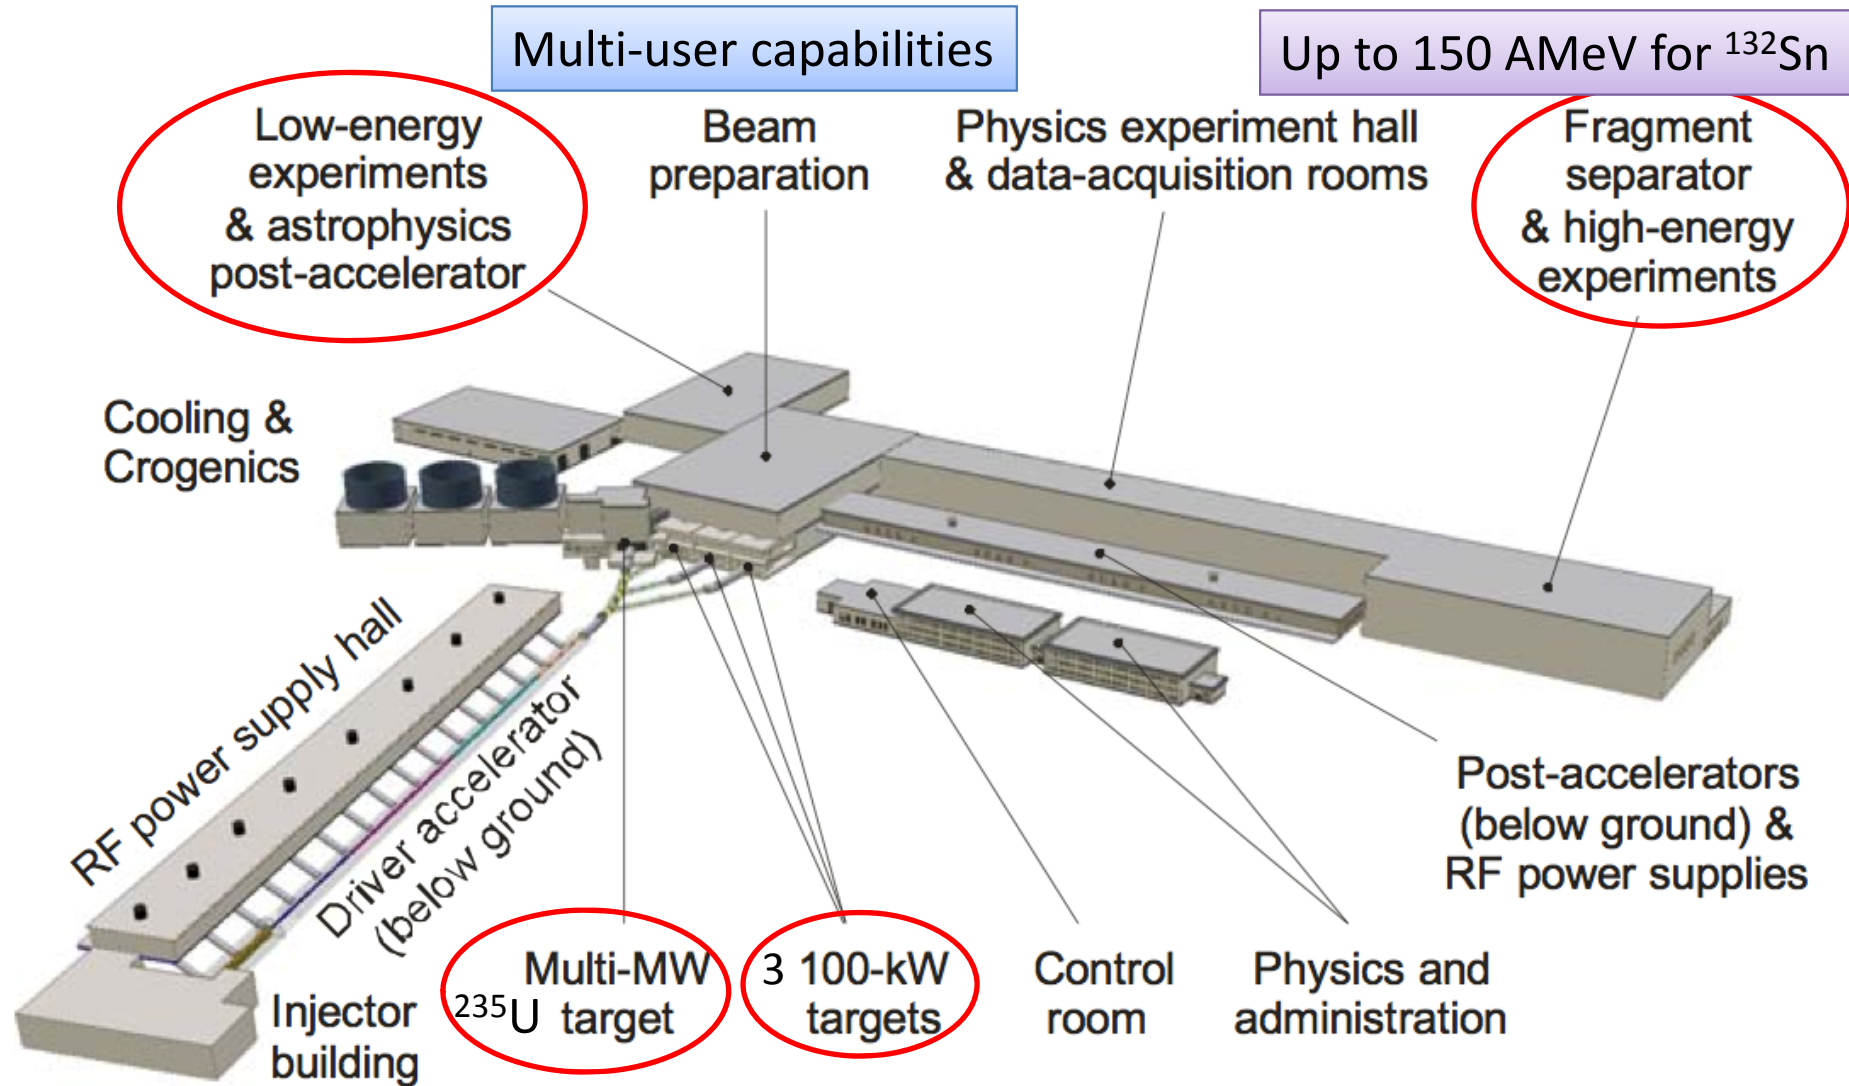 Multi-user capabilities
Up to 150 AMeV for ¹³²Sn
Low-energy
experiments
& astrophysics
post-accelerator
Beam
preparation
Physics experiment hall
& data-acquisition rooms
Fragment
separator
& high-energy
experiments
Cooling &
Crogenics
RF power supply hall
Driver accelerator
(below ground)
Post-accelerators
(below ground) &
RF power supplies
Injector
building
Multi-MW
²³⁵U target
3 100-kW
targets
Control
room
Physics and
administration